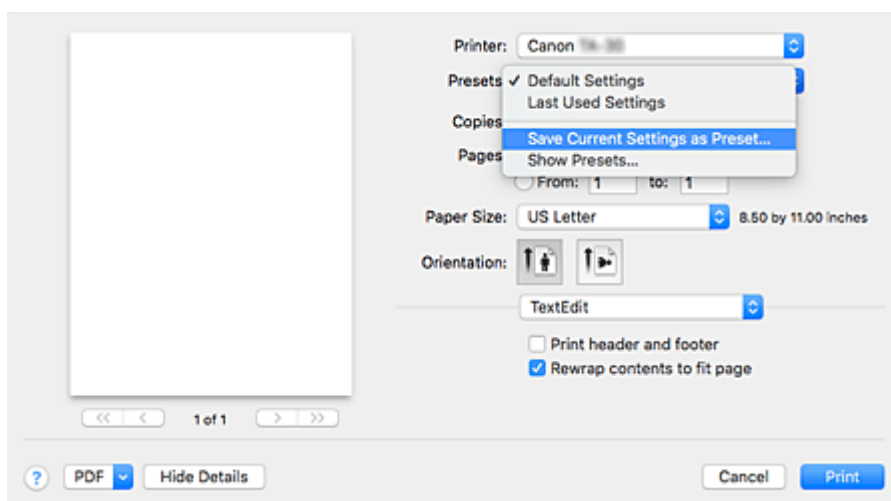 Printer: Canon
Presets ✓ Default Settings
Last Used Settings
Copies
Save Current Settings as Preset...
Pages
Show Presets...
From: 1 to: 1
Paper Size: US Letter 8.50 by 11.00 inches
Orientation:
TextEdit
Print header and footer
Rewrap contents to fit page
<< < 1 of 1 > >>
? PDF Hide Details Cancel Print